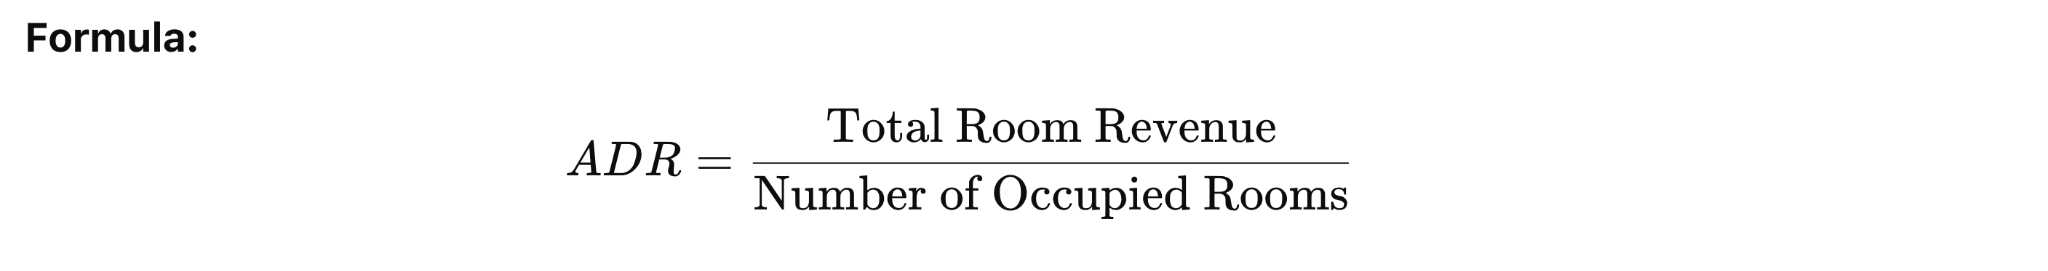 Formula:
ADR = Total Room Revenue
Number of Occupied Rooms